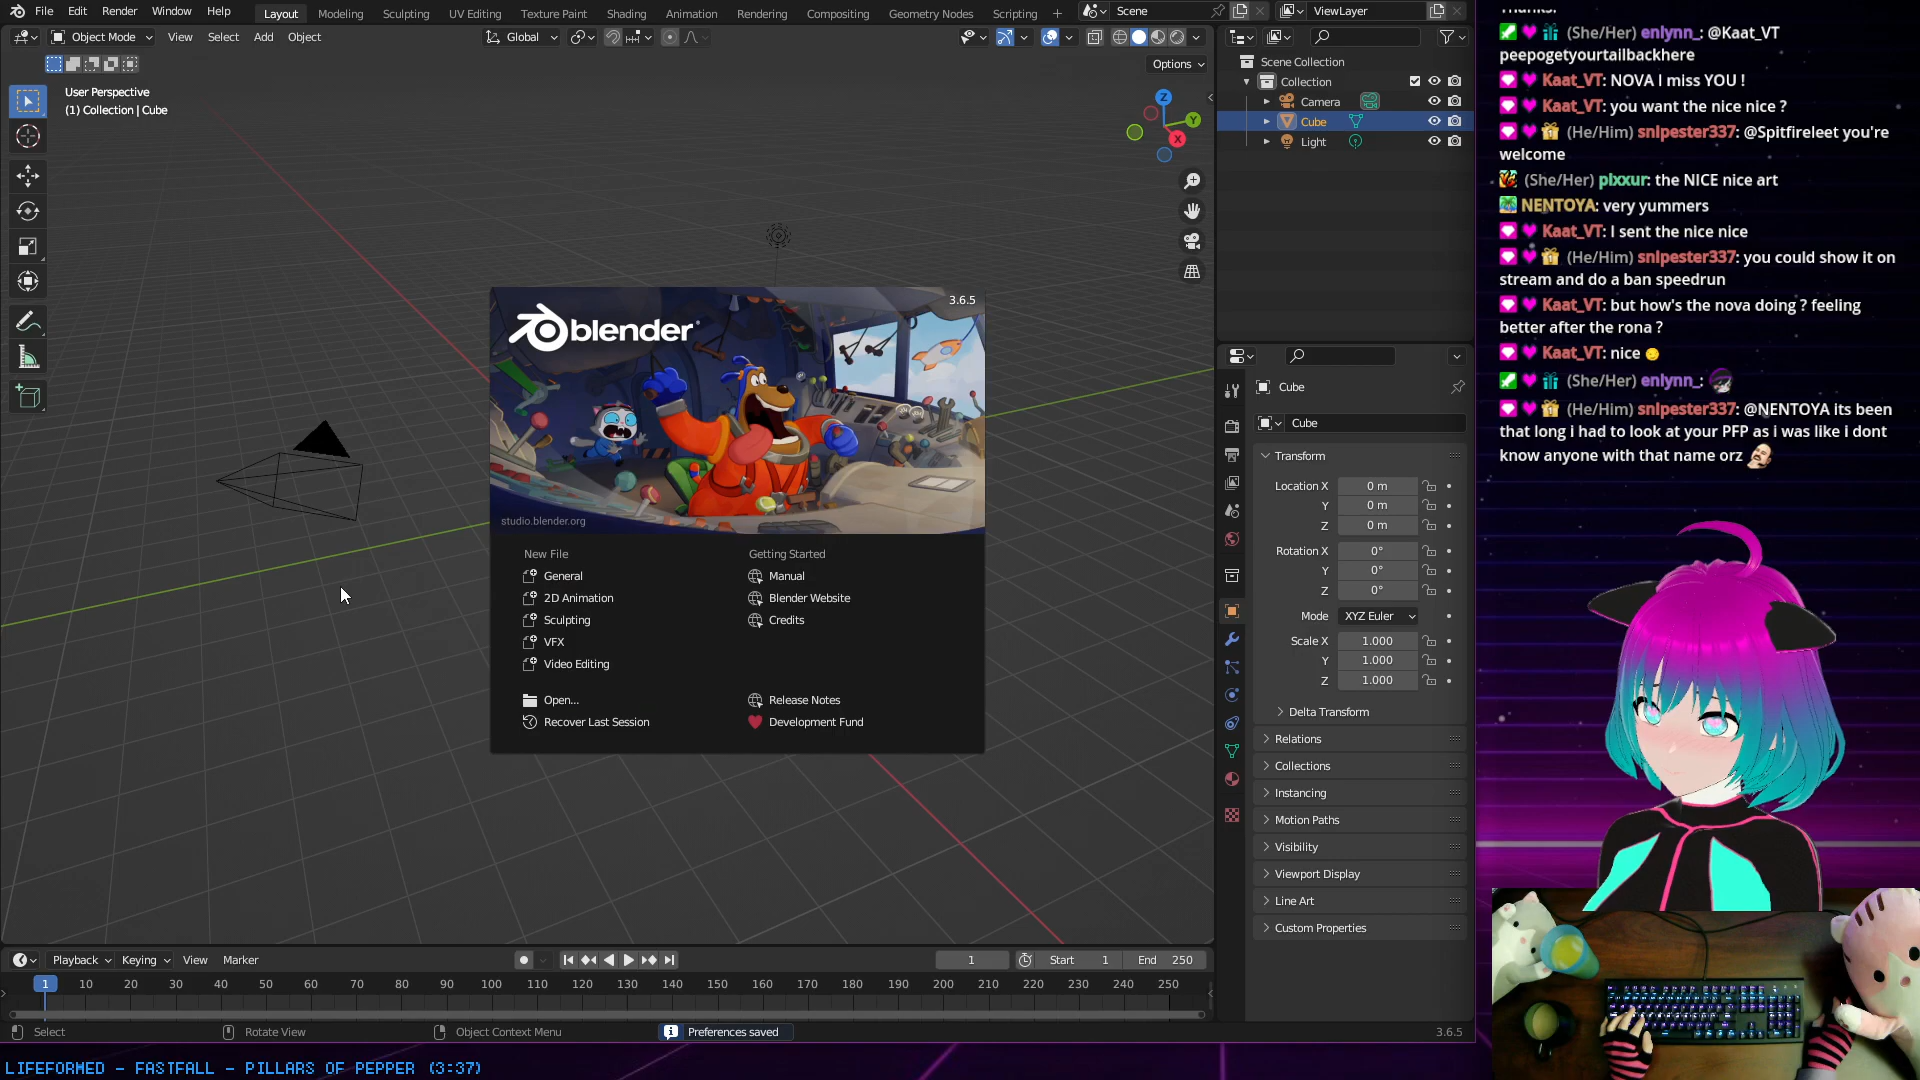 File Edit Render Window Help Layout Modeling Sculpting UV Editing Texture Paint Shading Animation Rendering Compositing Geometry Nodes Scripting + Scene ViewLayer
Object Mode View Select Add Object Global
Options
User Perspective
(1) Collection | Cube
Z
Y
X
Scene Collection
Collection
Camera
Cube
Light
3.6.5
blender
studio.blender.org
New File
General
2D Animation
Sculpting
VFX
Video Editing
Open...
Recover Last Session
Getting Started
Manual
Blender Website
Credits
Release Notes
Development Fund
Cube
Cube
Transform
Location X 0 m
Y 0 m
Z 0 m
Rotation X 0°
Y 0°
Z 0°
Mode XYZ Euler
Scale X 1.000
Y 1.000
Z 1.000
Delta Transform
Relations
Collections
Instancing
Motion Paths
Visibility
Viewport Display
Line Art
Custom Properties
Playback Keying View Marker 1 Start 1 End 250
1 10 20 30 40 50 60 70 80 90 100 110 120 130 140 150 160 170 180 190 200 210 220 230 240 250
Select Rotate View Object Context Menu Preferences saved 3.6.5
LIFEFORMED - FASTFALL - PILLARS OF PEPPER (3:37)
(She/Her) enlynn_: @Kaat_VT
peepogetyourtailbackhere
Kaat_VT: NOVA I miss YOU !
Kaat_VT: you want the nice nice ?
(He/Him) snipester337: @Spitfireleet you're
welcome
(She/Her) pixxur: the NICE nice art
NENTOYA: very yummers
Kaat_VT: I sent the nice nice
(He/Him) snipester337: you could show it on
stream and do a ban speedrun
Kaat_VT: but how's the nova doing ? feeling
better after the rona ?
Kaat_VT: nice
(She/Her) enlynn_:
(He/Him) snipester337: @NENTOYA its been
that long i had to look at your PFP as i was like i dont
know anyone with that name orz